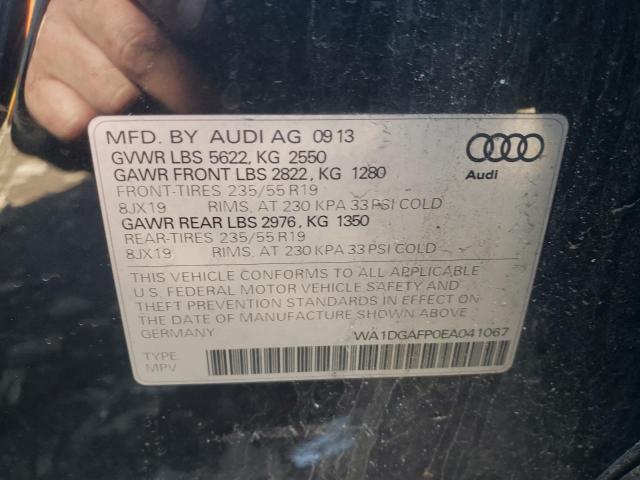 MFD. BY AUDI AG 09 13
GVWR LBS 5622, KG 2550
GAWR FRONT LBS 2822, KG 1280
FRONT-TIRES 235/55 R19
8JX19 RIMS, AT 230 KPA 33 PSI COLD
GAWR REAR LBS 2976, KG 1350
REAR-TIRES 235/55 R19
8JX19 RIMS, AT 230 KPA 33 PSI COLD
Audi
THIS VEHICLE CONFORMS TO ALL APPLICABLE
U.S. FEDERAL MOTOR VEHICLE SAFETY AND
THEFT PREVENTION STANDARDS IN EFFECT ON
THE DATE OF MANUFACTURE SHOWN ABOVE
GERMANY WA1DGAFP0EA041067
TYPE
MPV